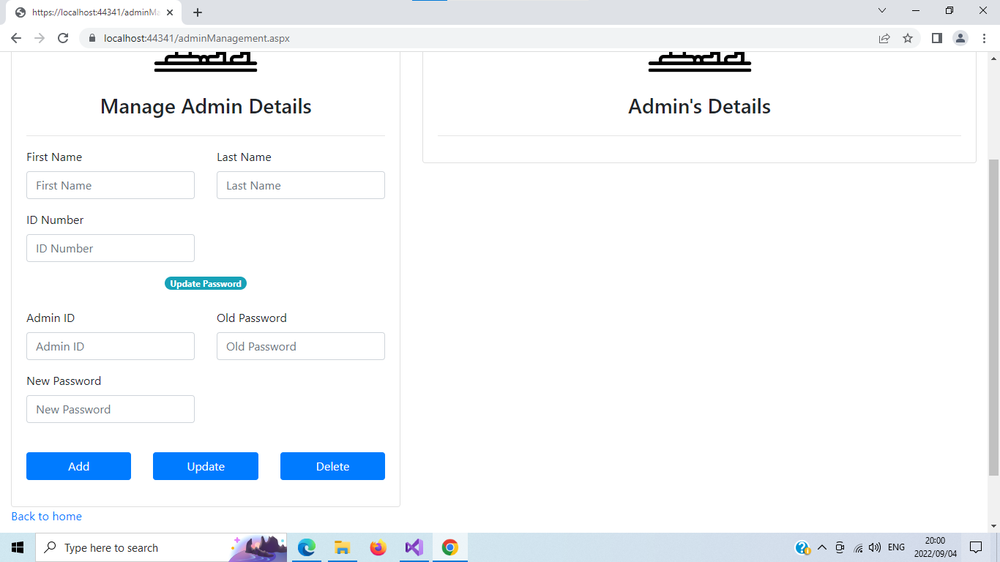 https://localhost:44341/adminMa
localhost:44341/adminManagement.aspx
Manage Admin Details
Admin's Details
First Name
Last Name
First Name
Last Name
ID Number
ID Number
Update Password
Admin ID
Old Password
Admin ID
Old Password
New Password
New Password
Add
Update
Delete
Back to home
Type here to search
ENG
20:00
2022/09/04